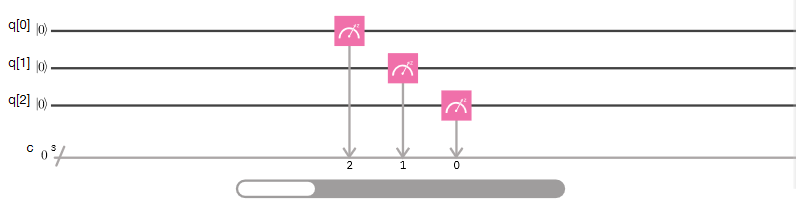 q[0] |0⟩
q[1] |0⟩
q[2] |0⟩
c 0 3
2 1 0